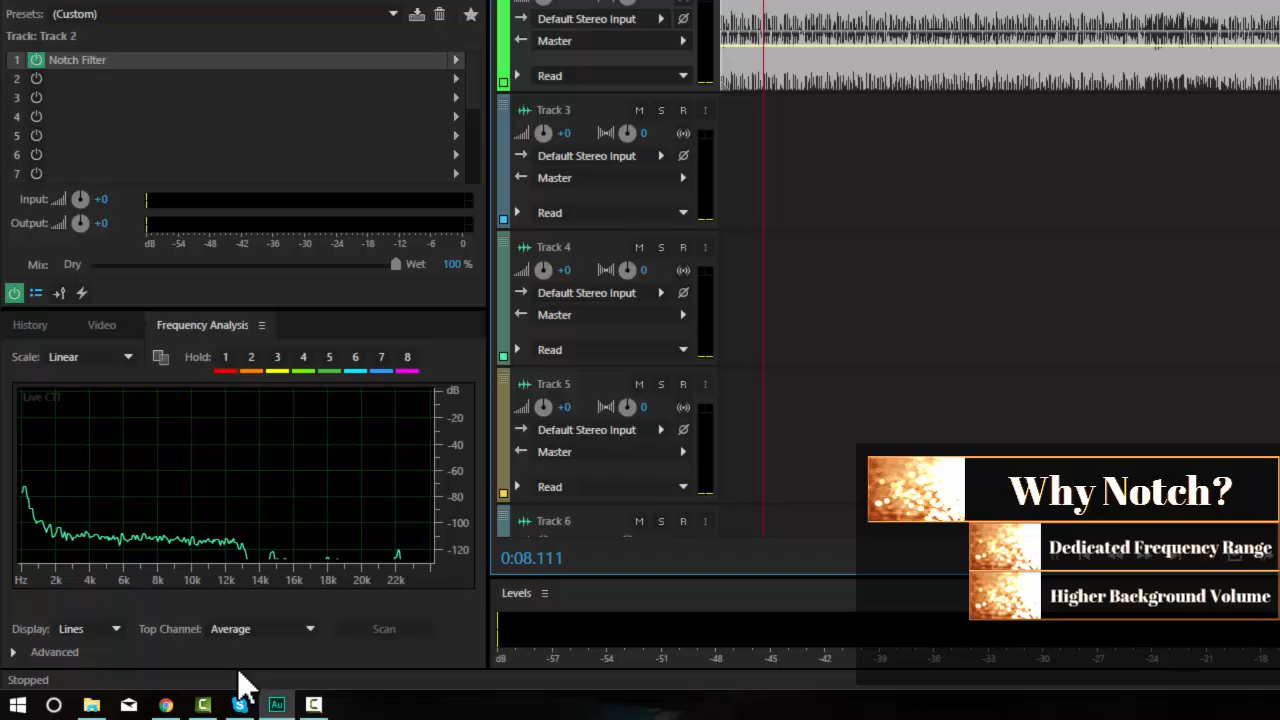 Presets: (Custom)
Track: Track 2
1 Notch Filter
2
3
4
5
6
7
Input: +0
Output: +0
dB -54 -48 -42 -36 -30 -24 -18 -12 -6 0
Mix: Dry Wet 100 %
History Video Frequency Analysis
Scale: Linear Hold: 1 2 3 4 5 6 7 8
Live CTI
dB
-20
-40
-60
-80
-100
-120
Hz 2k 4k 6k 8k 10k 12k 14k 16k 18k 20k 22k
Display: Lines Top Channel: Average Scan
Advanced
Stopped
Default Stereo Input
Master
Read
Track 3 M S R I
+0 0
Default Stereo Input
Master
Read
Track 4 M S R I
+0 0
Default Stereo Input
Master
Read
Track 5 M S R I
+0 0
Default Stereo Input
Master
Read
Track 6 M S R I
0:08.111
Levels
dB -57 -54 -51 -48 -45 -42 -39 -36 -33 -30 -27 -24 -21 -18
Why Notch?
Dedicated Frequency Range
Higher Background Volume
Au